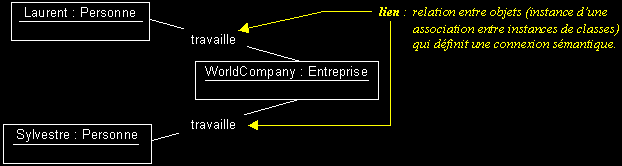 Laurent : Personne
lien : relation entre objets (instance d'une
association entre instances de classes)
qui définit une connexion sémantique.
travaille
WorldCompany : Entreprise
travaille
Sylvestre : Personne